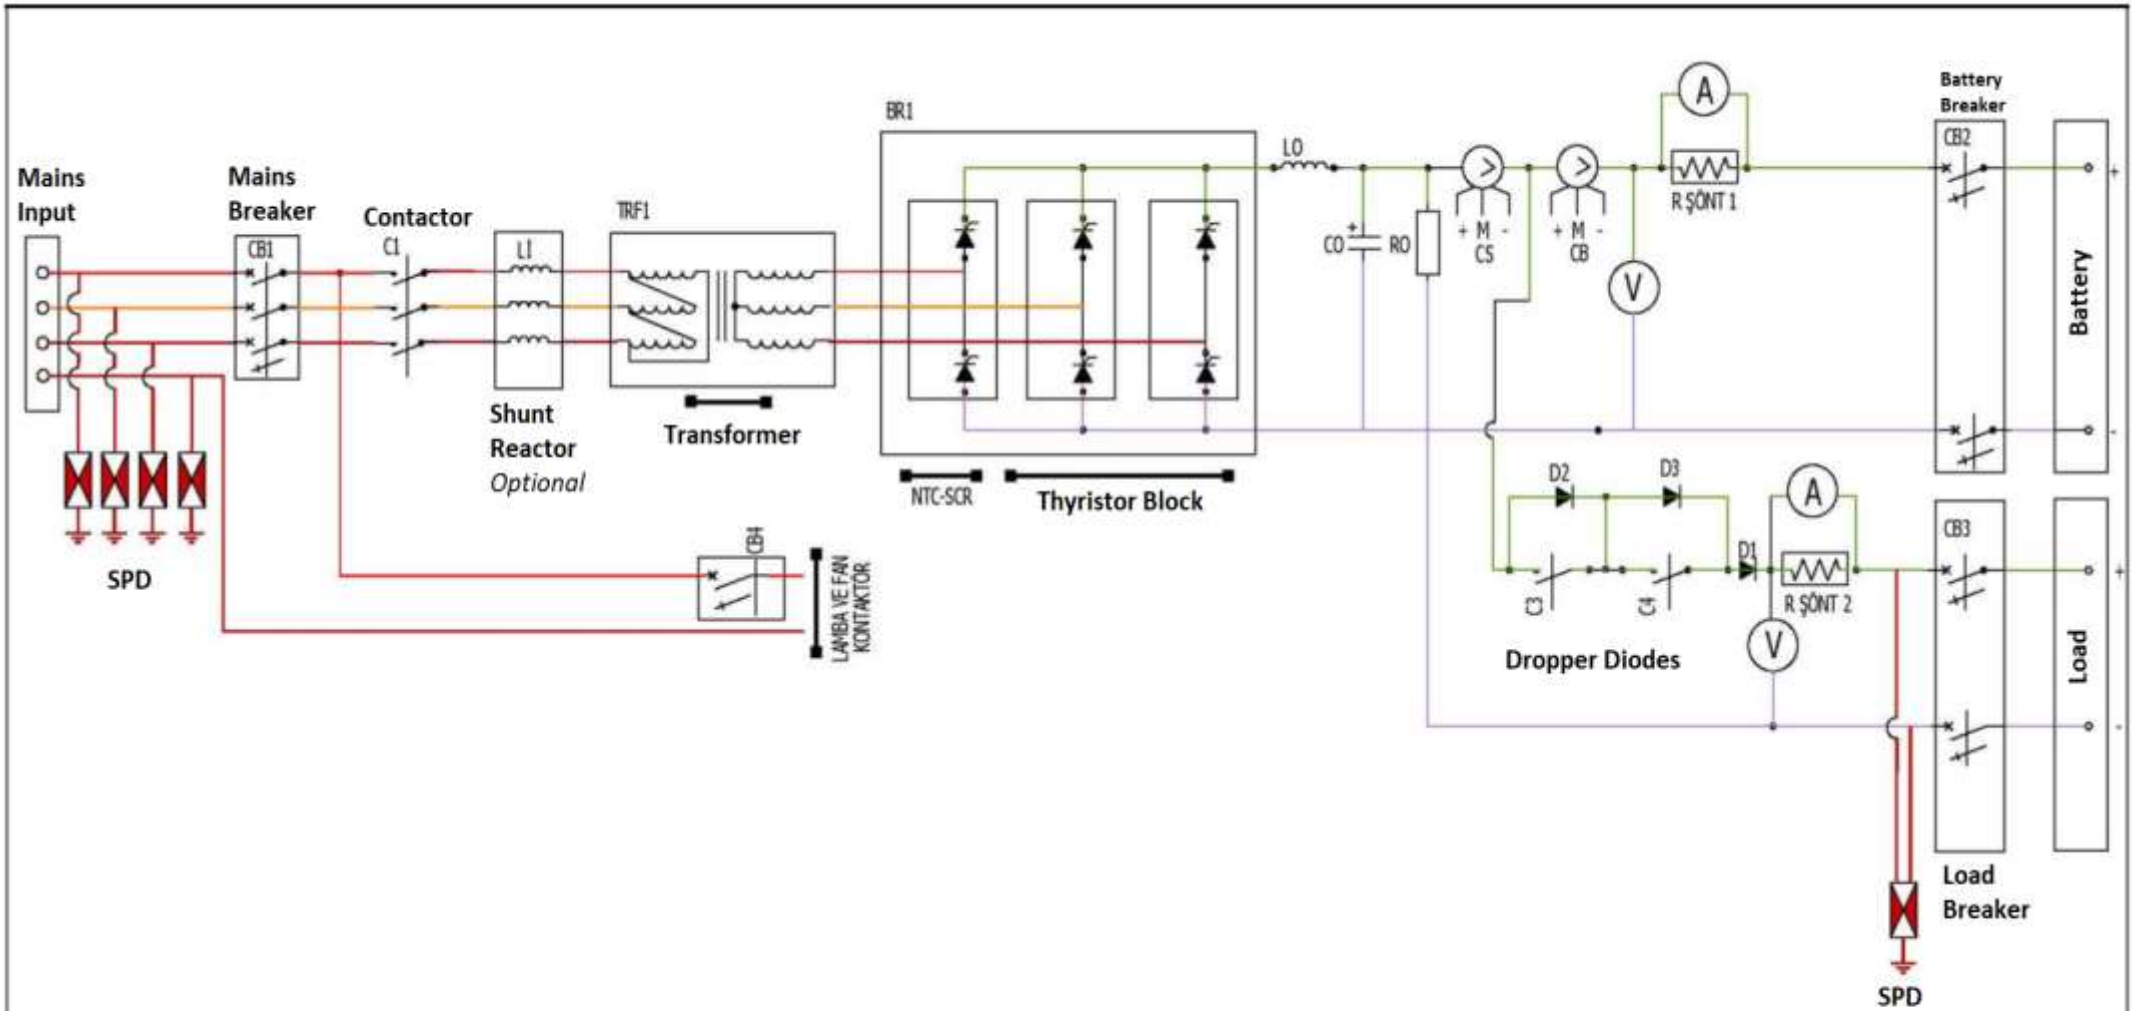 Mains
Input
Mains
Breaker
CB1
Contactor
C1
Lİ
Shunt
Reactor
Optional
TRF1
Transformer
BR1
NTC-SCR
Thyristor Block
LO
CO
RO
+ M -
CS
+ M -
CB
A
R ŞÖNT 1
V
Battery
Breaker
CB2
+
-
Battery
SPD
CB4
LAMBA VE FAN
KONTAKTÖR
D2
D3
D1
C3
C4
A
R ŞÖNT 2
V
Dropper Diodes
CB3
+
-
Load
Load
Breaker
SPD